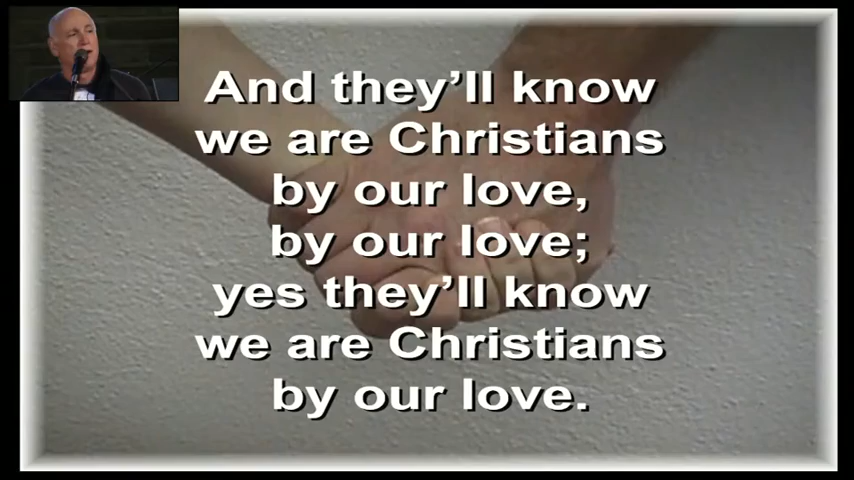 And they’ll know
we are Christians
by our love,
by our love;
yes they’ll know
we are Christians
by our love.